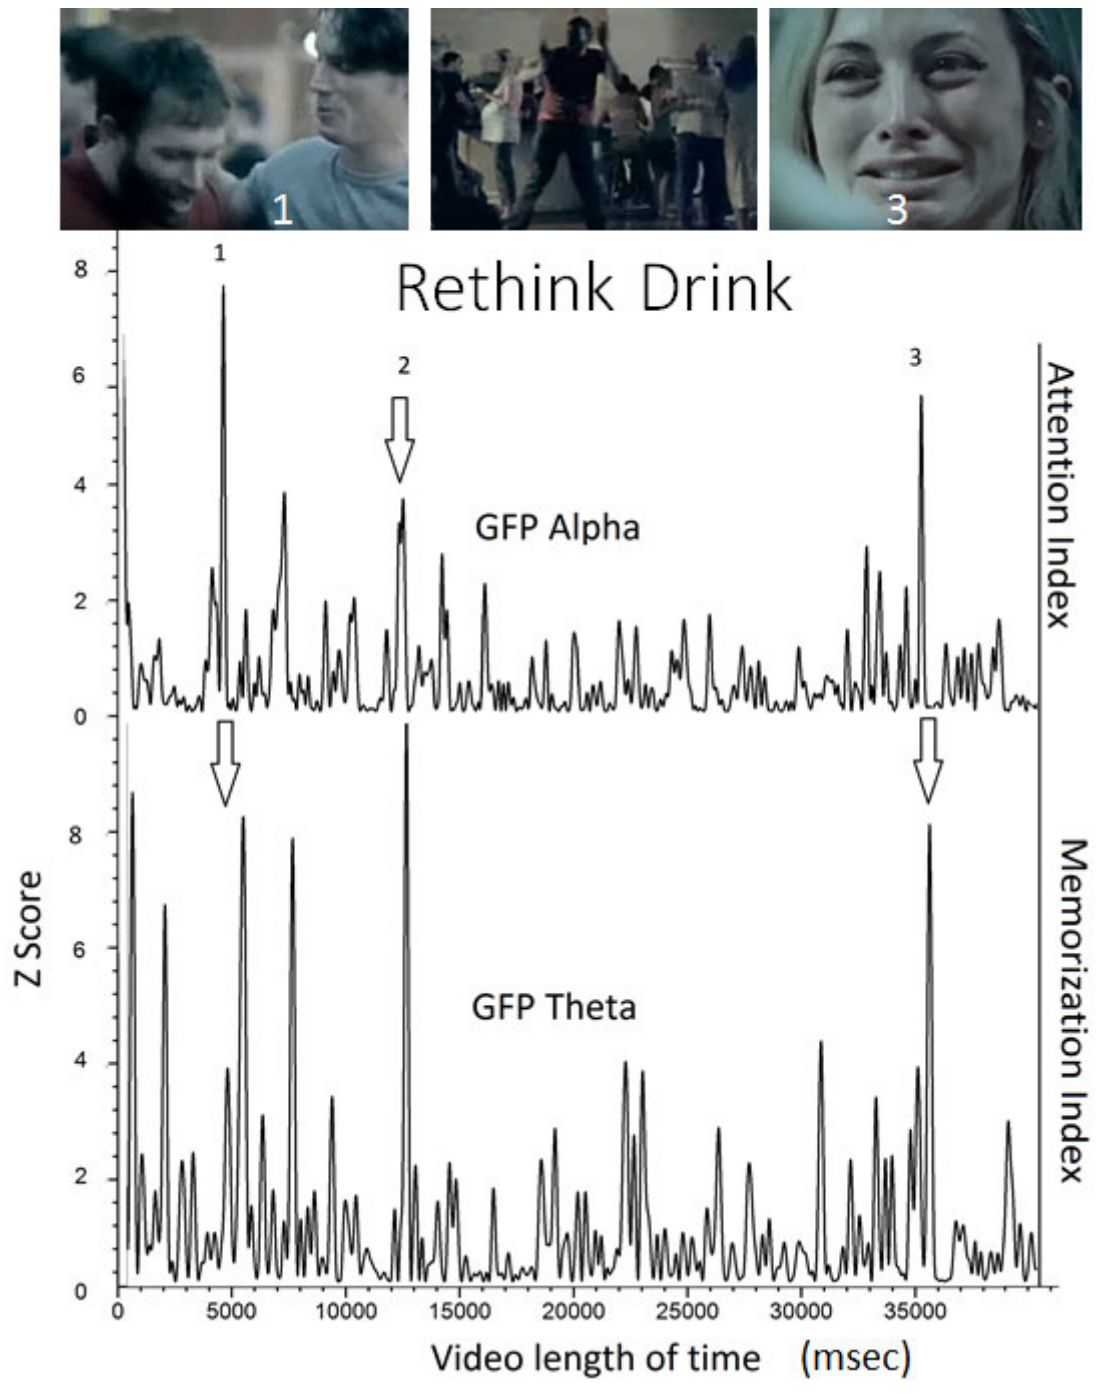 1
3
1
Rethink Drink
2
3
8
6
4
2
0
GFP Alpha
Attention Index
8
6
4
2
0
GFP Theta
Z Score
Memorization Index
0 5000 10000 15000 20000 25000 30000 35000
Video length of time (msec)